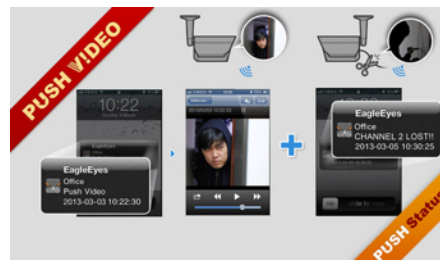 PUSH VIDEO
10:22
EagleEyes
Office
Push Video
2013-03-03 10:22:30
EagleEyes
Office
CHANNEL 2 LOST!!
2013-03-05 10:30:25
PUSH Status